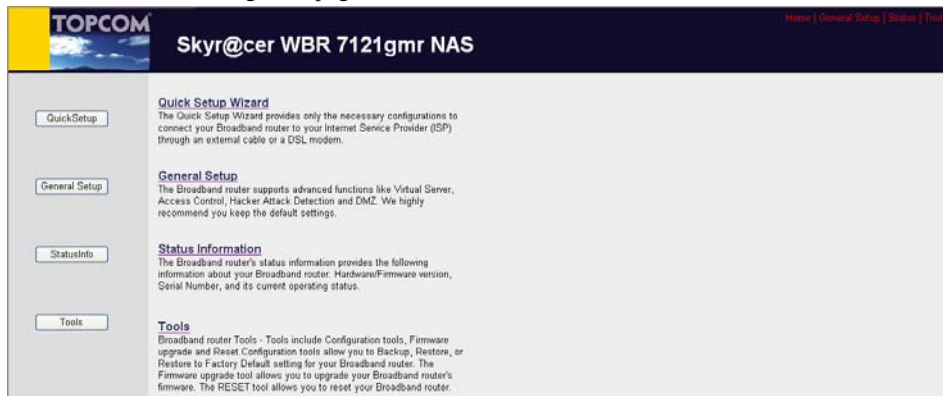 TOPCOM
Home | General Setup | Status |
Skyr@cer WBR 7121gmr NAS
QuickSetup
Quick Setup Wizard
The Quick Setup Wizard provides only the necessary configurations to
connect your Broadband router to your Internet Service Provider (ISP)
through an external cable or a DSL modem.
General Setup
General Setup
The Broadband router supports advanced functions like Virtual Server,
Access Control, Hacker Attack Detection and DMZ. We highly
recommend you keep the default settings.
StatusInfo
Status Information
The Broadband router's status information provides the following
information about your Broadband router: Hardware/Firmware version,
Serial Number, and its current operating status.
Tools
Tools
Broadband router Tools - Tools include Configuration tools, Firmware
upgrade and Reset.Configuration tools allow you to Backup, Restore, or
Restore to Factory Default setting for your Broadband router. The
Firmware upgrade tool allows you to upgrade your Broadband router's
firmware. The RESET tool allows you to reset your Broadband router.